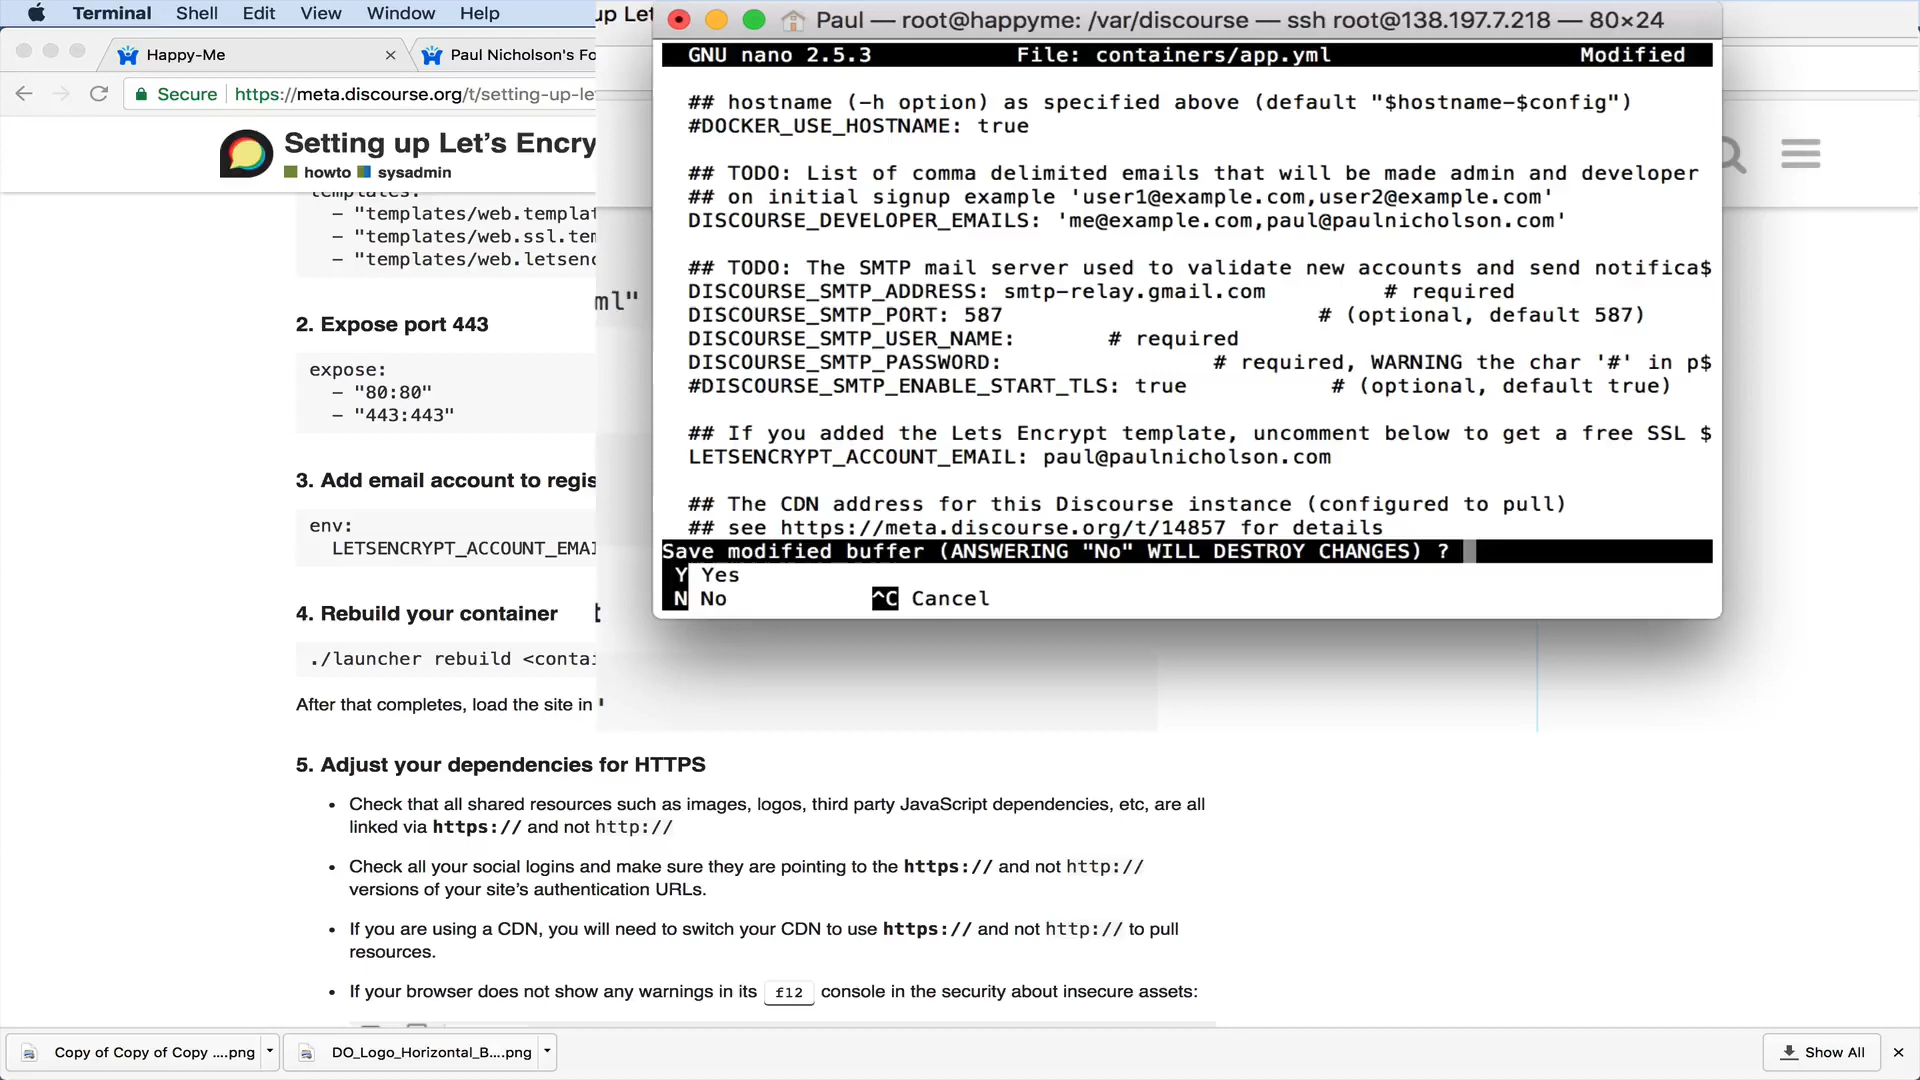 Terminal Shell Edit View Window Help
Happy-Me
Paul Nicholson's Fo
Secure https://meta.discourse.org/t/setting-up-le
Setting up Let's Encry
howto sysadmin
templates:
- "templates/web.templat
- "templates/web.ssl.tem
- "templates/web.letsenc
2. Expose port 443
expose:
- "80:80"
- "443:443"
3. Add email account to regis
env:
LETSENCRYPT_ACCOUNT_EMAI
4. Rebuild your container
./launcher rebuild <contai
After that completes, load the site in
up Let
ml"
Paul — root@happyme: /var/discourse — ssh root@138.197.7.218 — 80×24
GNU nano 2.5.3 File: containers/app.yml Modified
## hostname (-h option) as specified above (default "$hostname-$config")
#DOCKER_USE_HOSTNAME: true
## TODO: List of comma delimited emails that will be made admin and developer
## on initial signup example 'user1@example.com,user2@example.com'
DISCOURSE_DEVELOPER_EMAILS: 'me@example.com,paul@paulnicholson.com'
## TODO: The SMTP mail server used to validate new accounts and send notifica$
DISCOURSE_SMTP_ADDRESS: smtp-relay.gmail.com # required
DISCOURSE_SMTP_PORT: 587 # (optional, default 587)
DISCOURSE_SMTP_USER_NAME: # required
DISCOURSE_SMTP_PASSWORD: # required, WARNING the char '#' in p$
#DISCOURSE_SMTP_ENABLE_START_TLS: true # (optional, default true)
## If you added the Lets Encrypt template, uncomment below to get a free SSL $
LETSENCRYPT_ACCOUNT_EMAIL: paul@paulnicholson.com
## The CDN address for this Discourse instance (configured to pull)
## see https://meta.discourse.org/t/14857 for details
Save modified buffer (ANSWERING "No" WILL DESTROY CHANGES) ?
Y Yes
N No ^C Cancel
5. Adjust your dependencies for HTTPS
• Check that all shared resources such as images, logos, third party JavaScript dependencies, etc, are all
linked via https:// and not http://
• Check all your social logins and make sure they are pointing to the https:// and not http://
versions of your site's authentication URLs.
• If you are using a CDN, you will need to switch your CDN to use https:// and not http:// to pull
resources.
• If your browser does not show any warnings in its f12 console in the security about insecure assets:
Copy of Copy of Copy ....png
DO_Logo_Horizontal_B....png
Show All